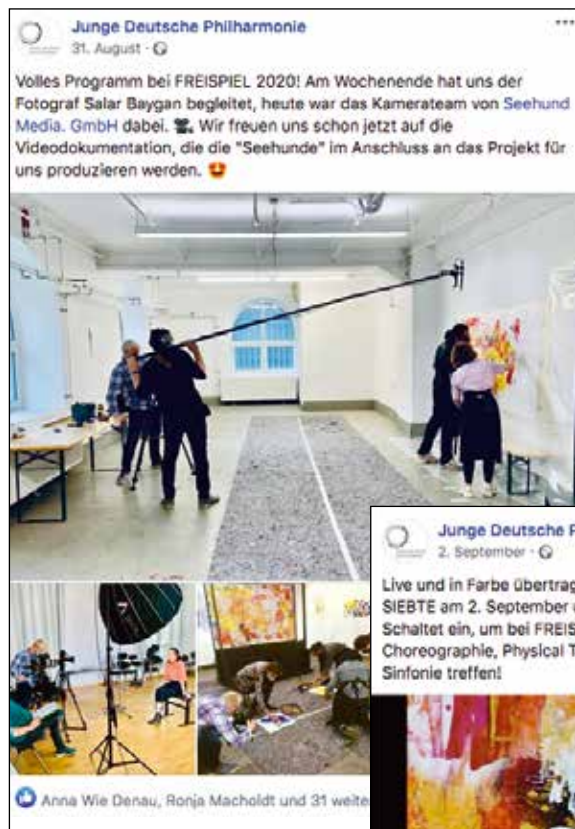 Junge Deutsche Philharmonie
31. August ·
Volles Programm bei FREISPIEL 2020! Am Wochenende hat uns der
Fotograf Salar Baygan begleitet, heute war das Kamerateam von Seehund
Media. GmbH dabei. 🎥 Wir freuen uns schon jetzt auf die
Videodokumentation, die die "Seehunde" im Anschluss an das Projekt für
uns produzieren werden. 🤩
Anna Wie Denau, Ronja Macholdt und 31 weite
Junge Deutsche P
2. September ·
Live und in Farbe übertrag
SIEBTE am 2. September
Schaltet ein, um bei FREIS
Choreographie, Physical T
Sinfonie treffen!